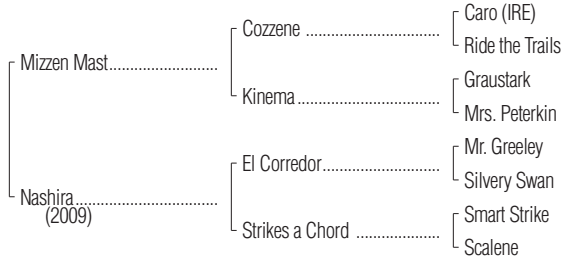 Caro (IRE)
Cozzene ..........................
Ride the Trails
Mizzen Mast..........................
Graustark
Kinema..................................
Mrs. Peterkin
Mr. Greeley
El Corredor............................
Silvery Swan
Nashira..................................
(2009)
Smart Strike
Strikes a Chord ....................
Scalene